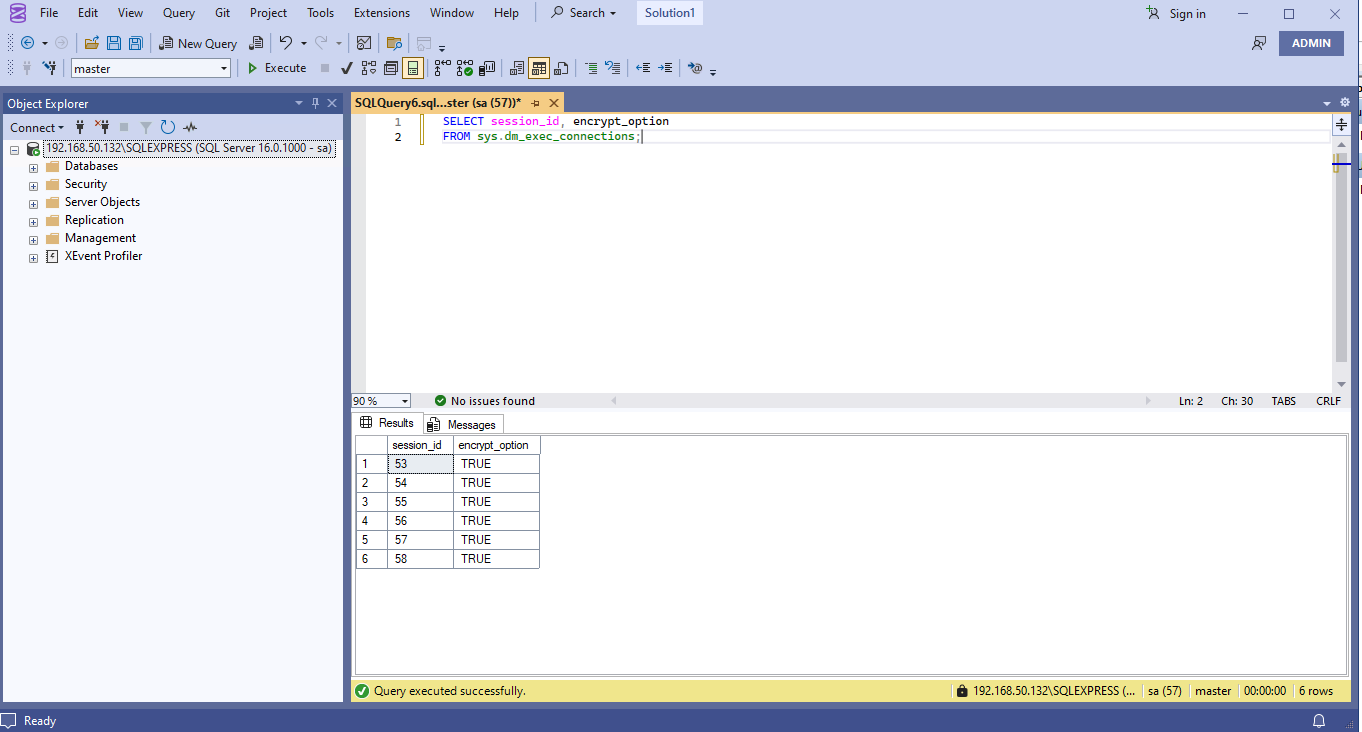 File Edit View Query Git Project Tools Extensions Window Help Search Solution1 Sign in
New Query ADMIN
master Execute
Object Explorer
Connect
192.168.50.132\SQLEXPRESS (SQL Server 16.0.1000 - sa)
Databases
Security
Server Objects
Replication
Management
XEvent Profiler
SQLQuery6.sql...ster (sa (57))*
1 SELECT session_id, encrypt_option
2 FROM sys.dm_exec_connections;
90 % No issues found Ln: 2 Ch: 30 TABS CRLF
Results Messages
session_id encrypt_option
1 53 TRUE
2 54 TRUE
3 55 TRUE
4 56 TRUE
5 57 TRUE
6 58 TRUE
Query executed successfully. 192.168.50.132\SQLEXPRESS (... sa (57) master 00:00:00 6 rows
Ready